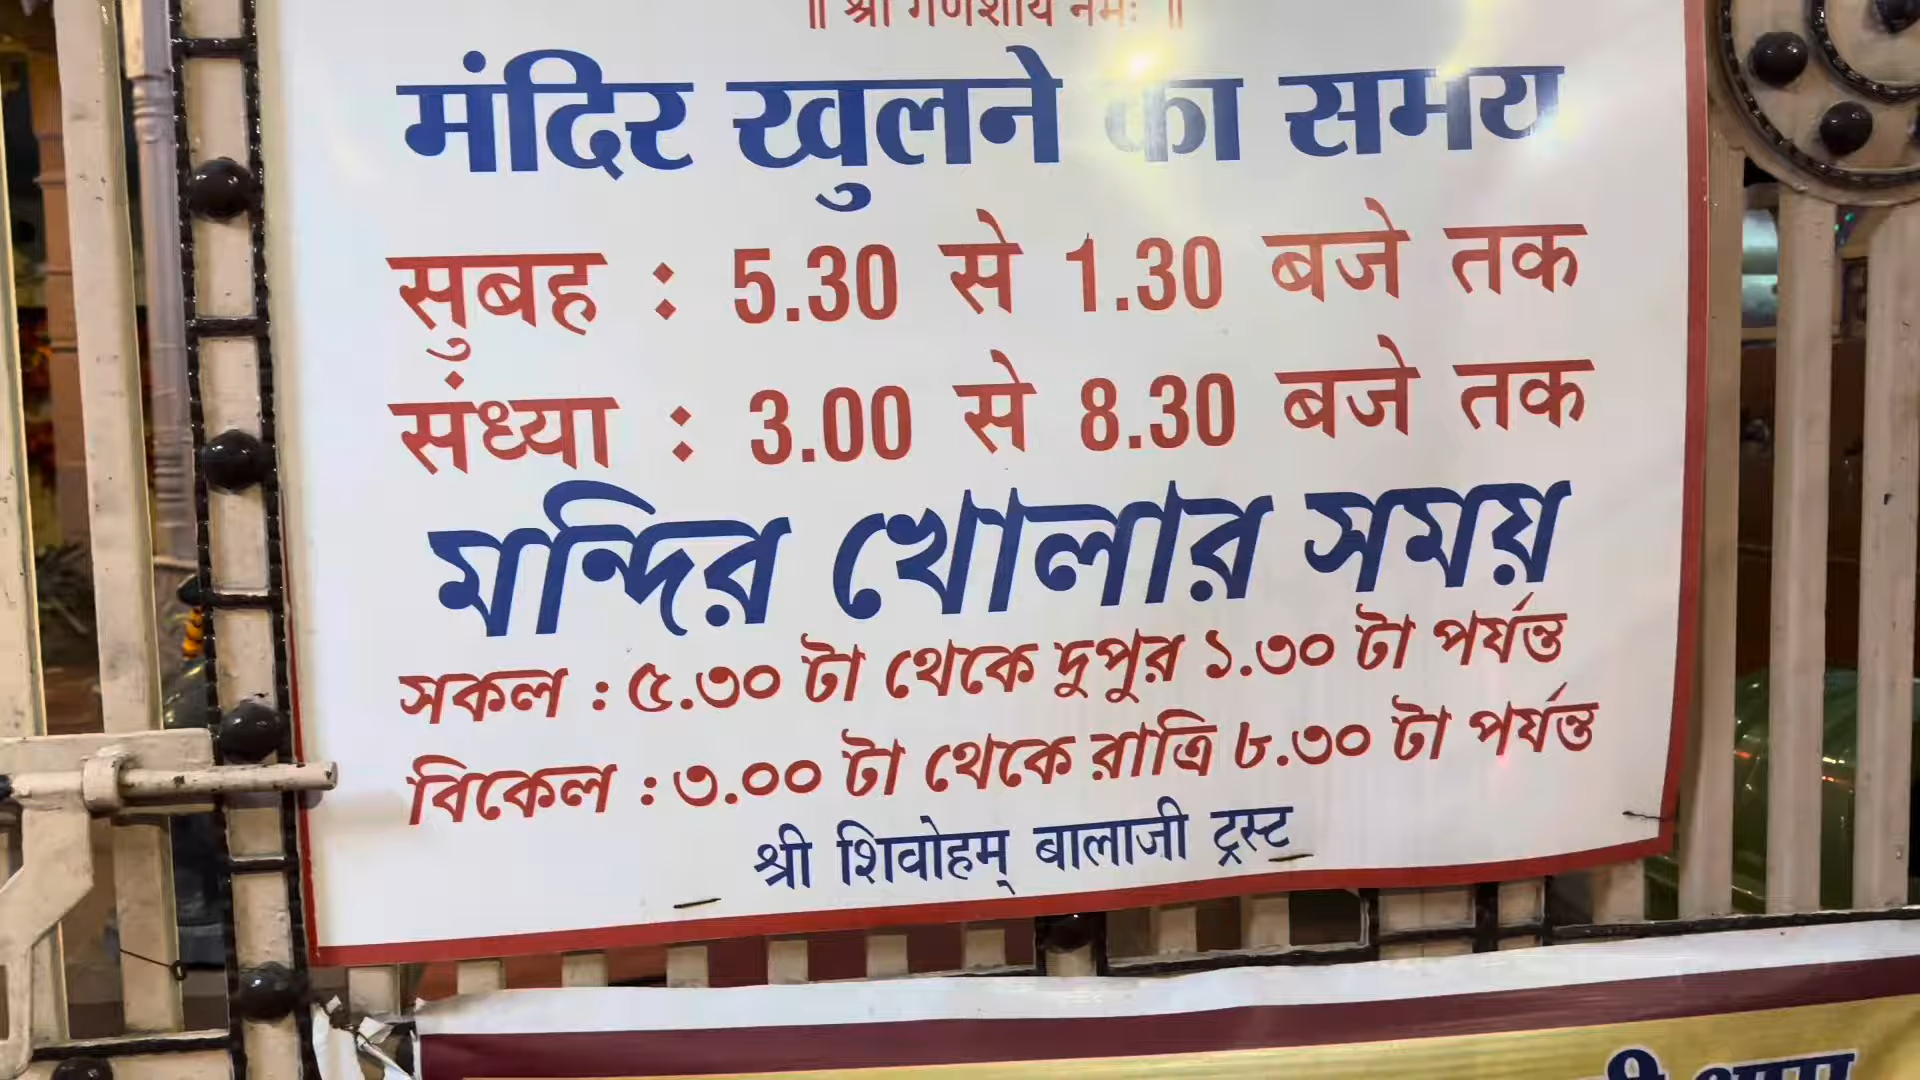 ॥ श्री गणेशाय नमः ॥
मंदिर खुलने का समय
सुबह : 5.30 से 1.30 बजे तक
संध्या : 3.00 से 8.30 बजे तक
মন্দির খোলার সময়
সকল : ৫.৩০ টা থেকে দুপুর ১.৩০ টা পর্যন্ত
বিকেল : ৩.০০ টা থেকে রাত্রি ৮.৩০ টা পর্যন্ত
श्री शिवोहम् बालाजी ट्रस्ट